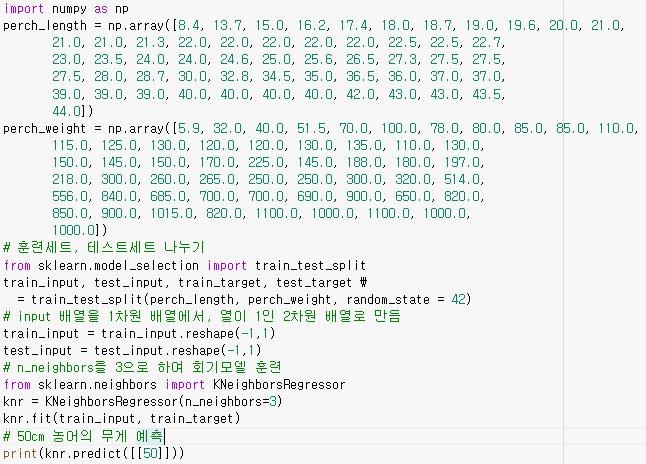 import numpy as np
perch_length = np.array([8.4, 13.7, 15.0, 16.2, 17.4, 18.0, 18.7, 19.0, 19.6, 20.0, 21.0,
21.0, 21.0, 21.3, 22.0, 22.0, 22.0, 22.0, 22.0, 22.5, 22.5, 22.7,
23.0, 23.5, 24.0, 24.0, 24.6, 25.0, 25.6, 26.5, 27.3, 27.5, 27.5,
27.5, 28.0, 28.7, 30.0, 32.8, 34.5, 35.0, 36.5, 36.0, 37.0, 37.0,
39.0, 39.0, 39.0, 40.0, 40.0, 40.0, 40.0, 42.0, 43.0, 43.0, 43.5,
44.0])
perch_weight = np.array([5.9, 32.0, 40.0, 51.5, 70.0, 100.0, 78.0, 80.0, 85.0, 85.0, 110.0,
115.0, 125.0, 130.0, 120.0, 120.0, 130.0, 135.0, 110.0, 130.0,
150.0, 145.0, 150.0, 170.0, 225.0, 145.0, 188.0, 180.0, 197.0,
218.0, 300.0, 260.0, 265.0, 250.0, 250.0, 300.0, 320.0, 514.0,
556.0, 840.0, 685.0, 700.0, 700.0, 690.0, 900.0, 650.0, 820.0,
850.0, 900.0, 1015.0, 820.0, 1100.0, 1000.0, 1100.0, 1000.0,
1000.0])
# 훈련세트, 테스트세트 나누기
from sklearn.model_selection import train_test_split
train_input, test_input, train_target, test_target ₩
= train_test_split(perch_length, perch_weight, random_state = 42)
# input 배열을 1차원 배열에서, 열이 1인 2차원 배열로 만듬
train_input = train_input.reshape(-1,1)
test_input = test_input.reshape(-1,1)
# n_neighbors를 3으로 하여 회기모델 훈련
from sklearn.neighbors import KNeighborsRegressor
knr = KNeighborsRegressor(n_neighbors=3)
knr.fit(train_input, train_target)
# 50cm 농어의 무게 예측
print(knr.predict([[50]]))